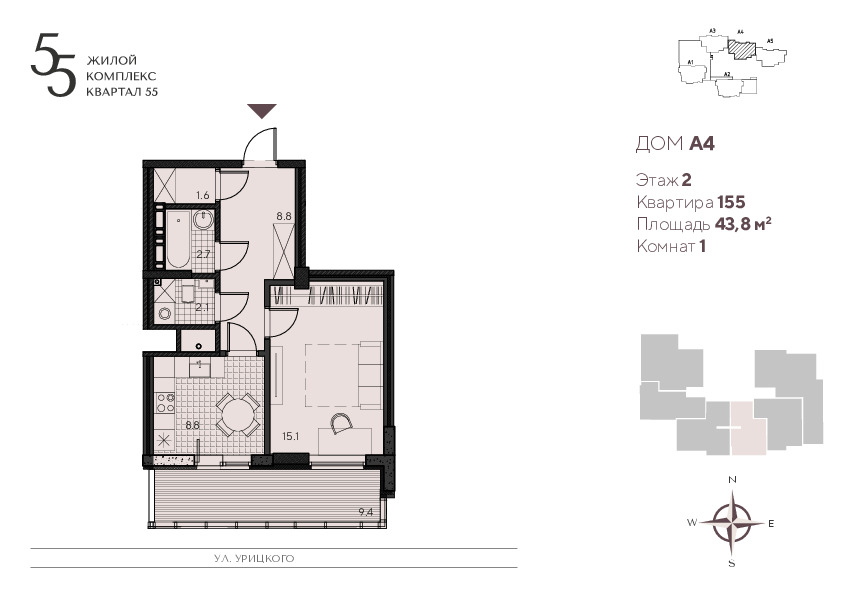 55
ЖИЛОЙ
КОМПЛЕКС
КВАРТАЛ 55
A3
A4
A5
A1
A2
ДОМ A4
Этаж 2
Квартира 155
Площадь 43,8 м²
Комнат 1
1.6
8.8
2.7
2.1
8.8
15.1
9.4
N
W
E
S
УЛ. УРИЦКОГО